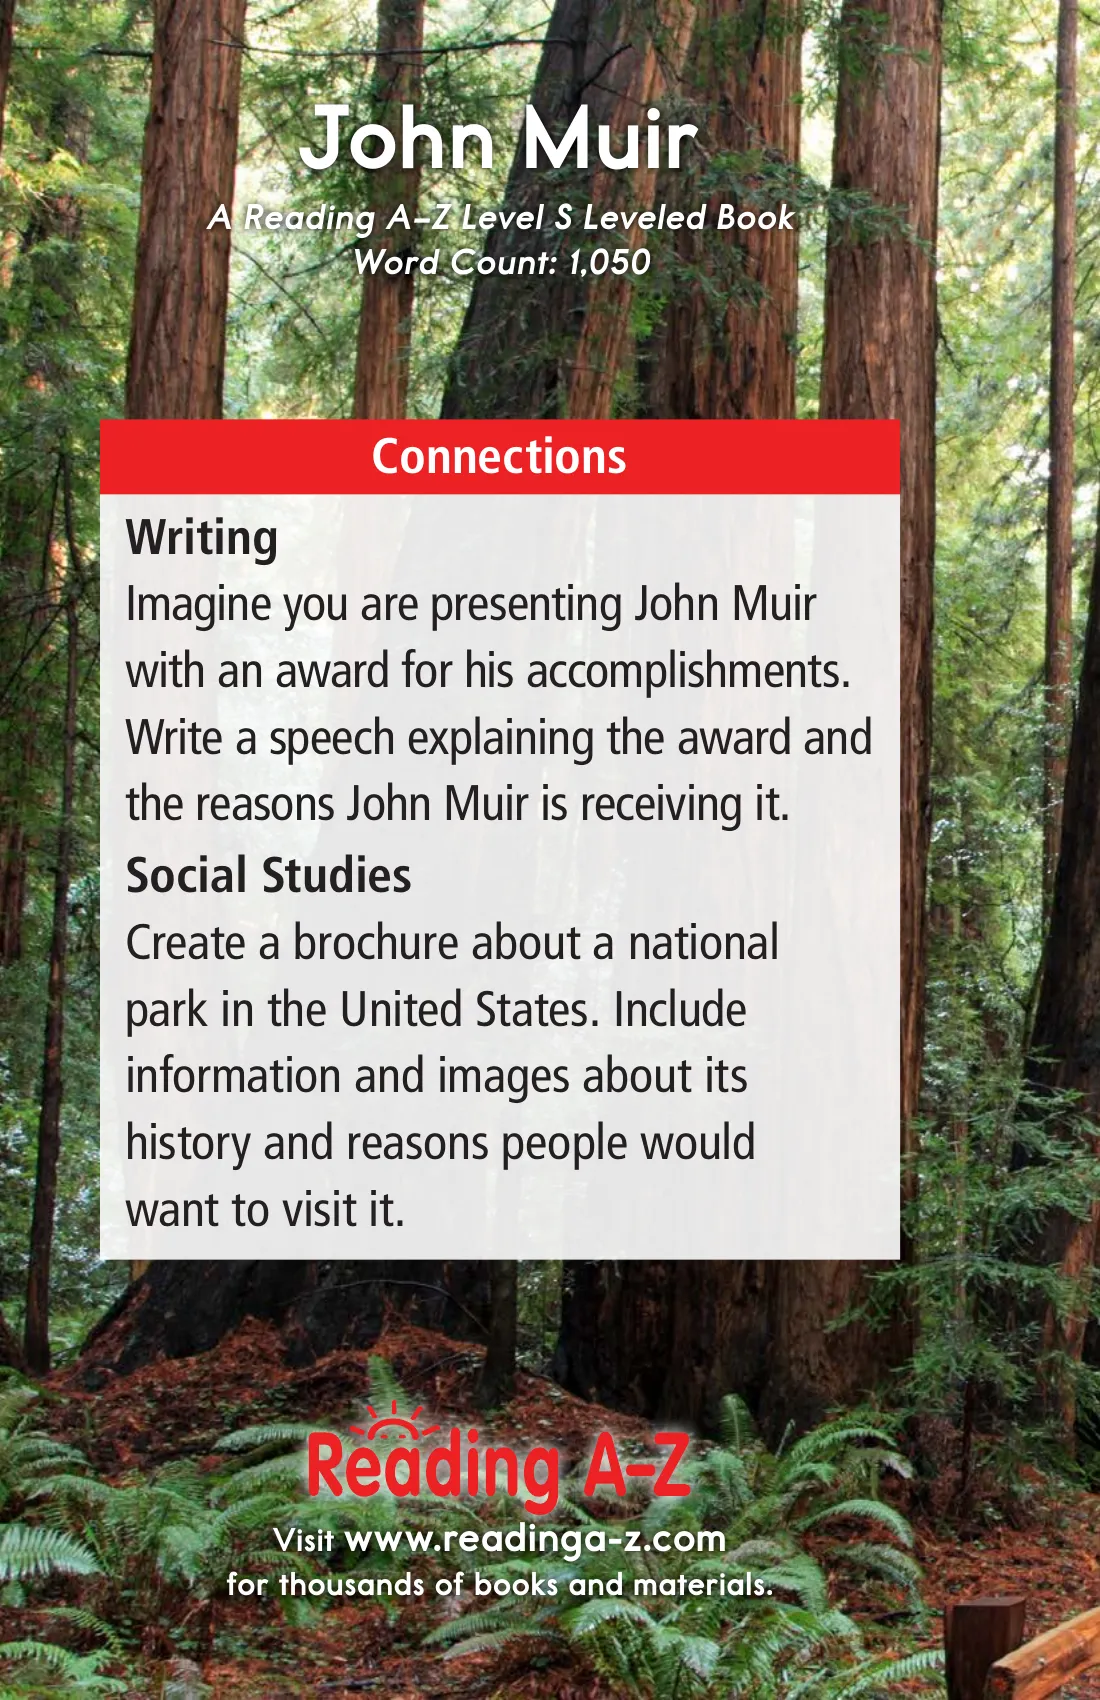 John Muir
A Reading A–Z Level S Leveled Book
Word Count: 1,050
Connections
Writing
Imagine you are presenting John Muir
with an award for his accomplishments.
Write a speech explaining the award and
the reasons John Muir is receiving it.
Social Studies
Create a brochure about a national
park in the United States. Include
information and images about its
history and reasons people would
want to visit it.
Reading A–Z
Visit www.readinga-z.com
for thousands of books and materials.